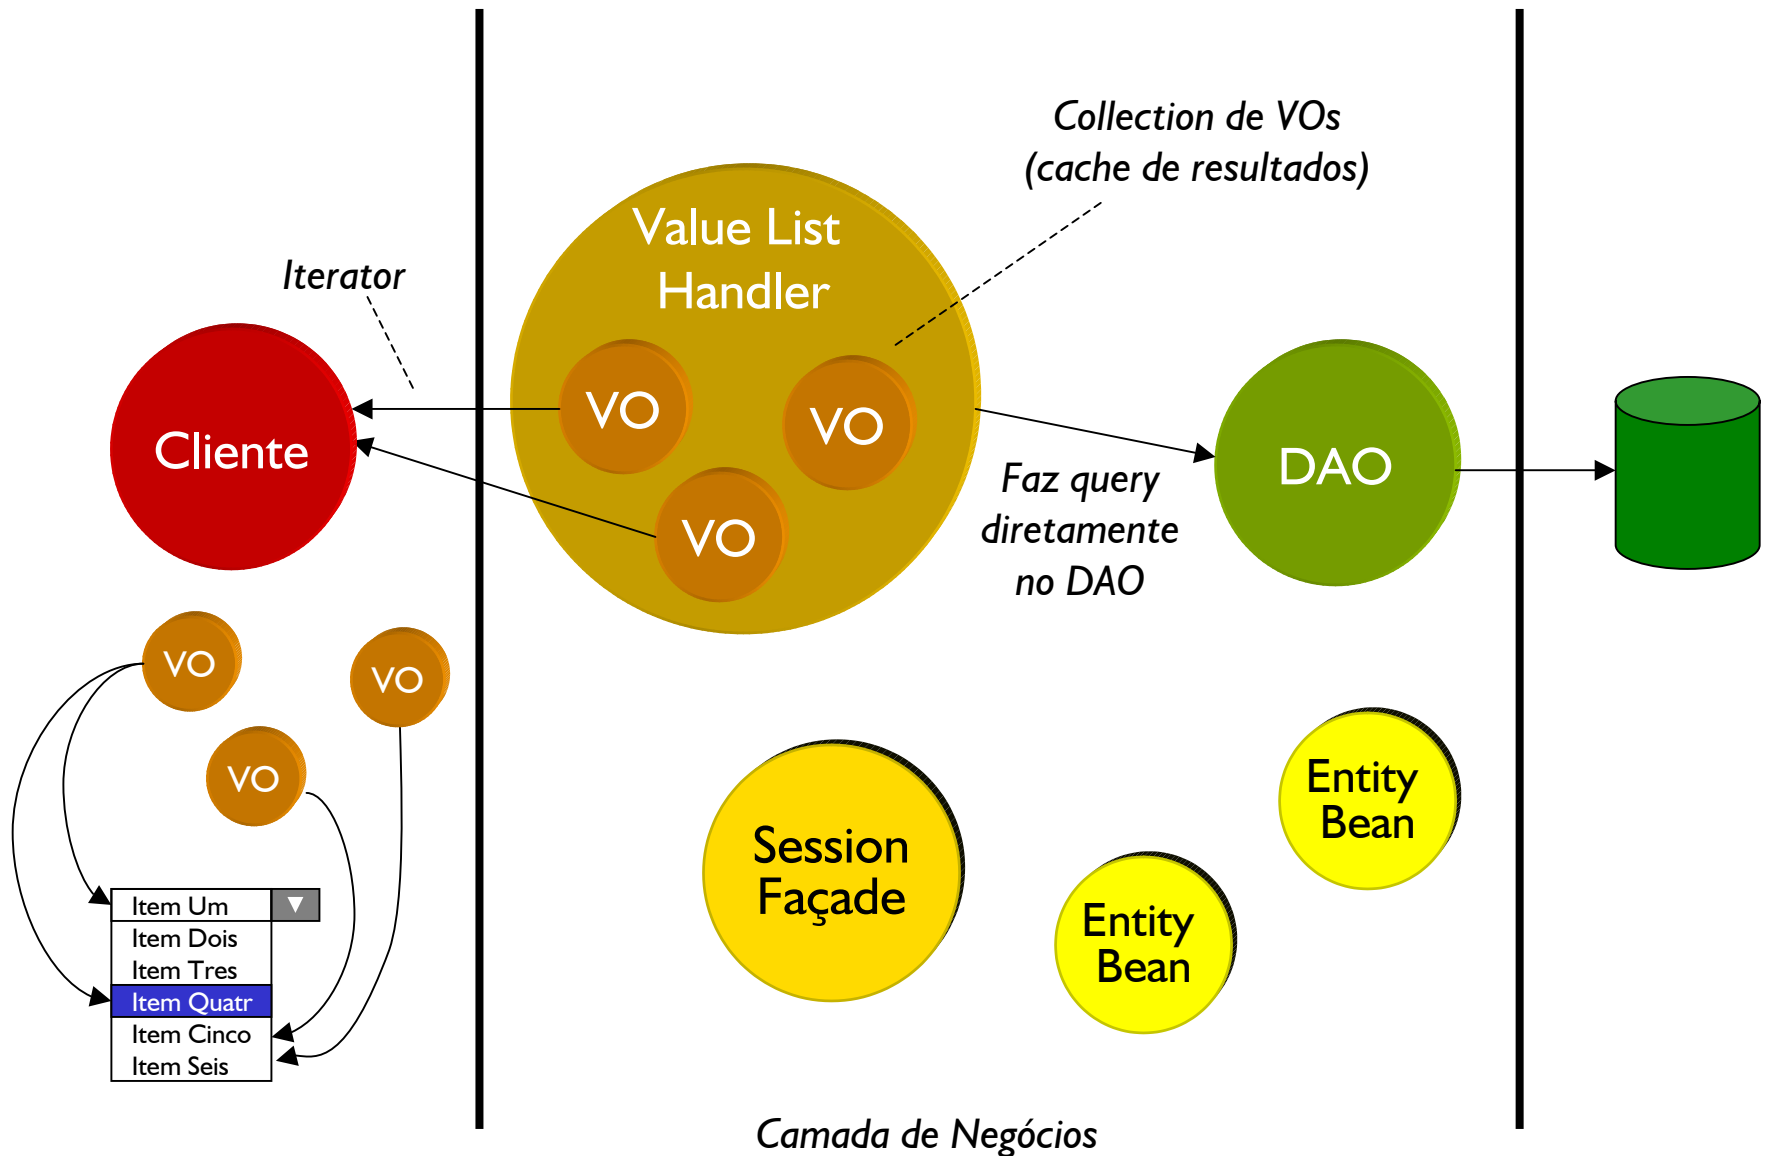 Collection de VOs
(cache de resultados)
Value List
Handler
Iterator
VO
VO
VO
Cliente
DAO
Faz query
diretamente
no DAO
VO
VO
VO
Item Um
▼
Item Dois
Item Tres
Item Quatr
Item Cinco
Item Seis
Session
Façade
Entity
Bean
Entity
Bean
Camada de Negócios